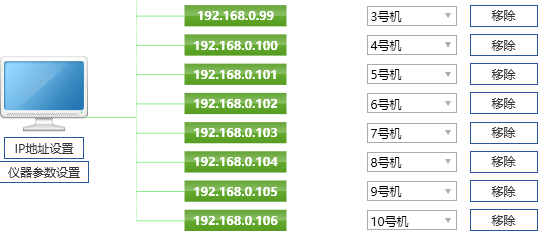 192.168.0.99 3号机 移除
192.168.0.100 4号机 移除
192.168.0.101 5号机 移除
192.168.0.102 6号机 移除
192.168.0.103 7号机 移除
IP地址设置
192.168.0.104 8号机 移除
仪器参数设置
192.168.0.105 9号机 移除
192.168.0.106 10号机 移除